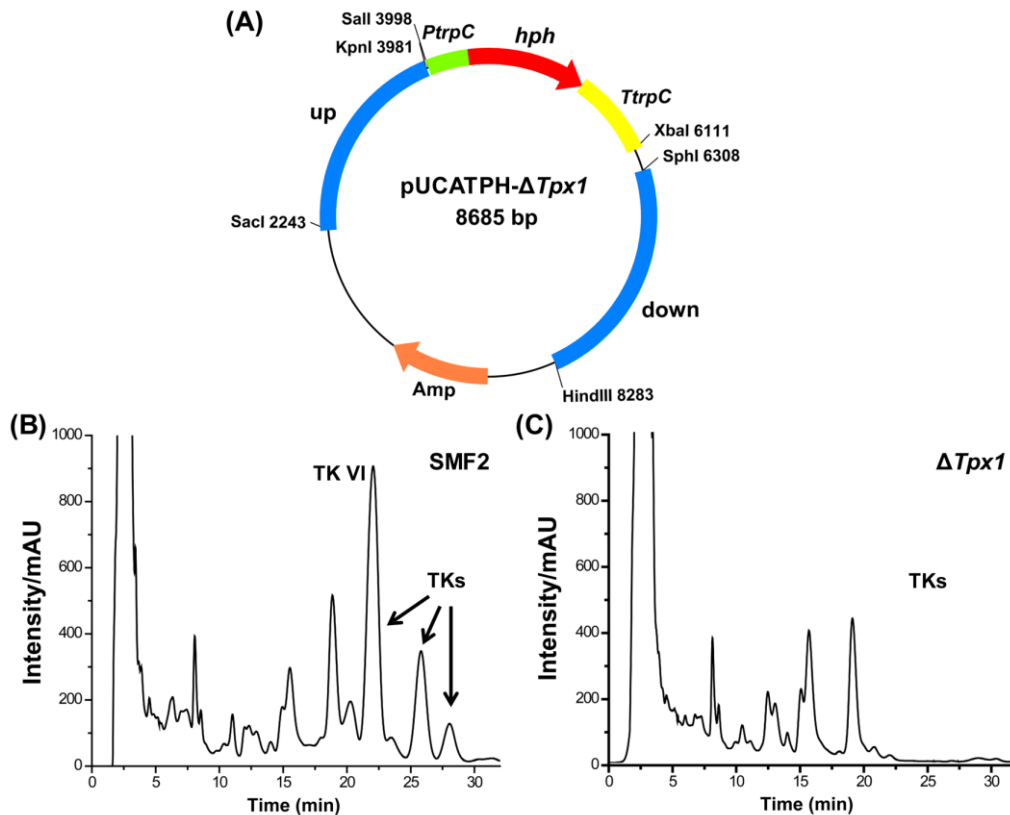 (A)
SalI 3998
PtrpC
hph
KpnI 3981
TtrpC
up
XbaI 6111
SphI 6308
pUCATPH-ΔTpx1
8685 bp
SacI 2243
down
Amp
HindIII 8283
(B)
1000
800
600
400
200
0
Intensity/mAU
TK VI
SMF2
TKs
0
5
10
15
20
25
30
Time (min)
(C)
1000
800
600
400
200
0
Intensity/mAU
ΔTpx1
TKs
0
5
10
15
20
25
30
Time (min)